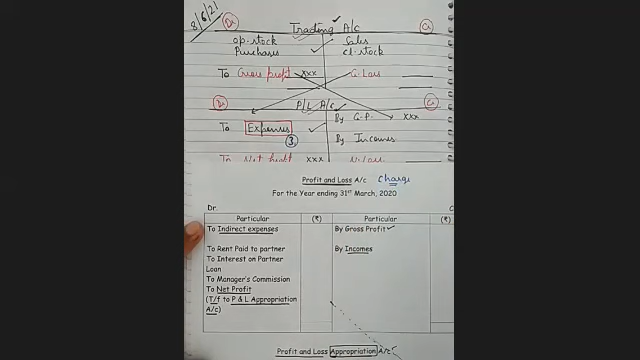 8/6/21
Dr Trading A/c Cr
op. stock Sales
Purchases cl. stock
To Gross profit xxx G. Loss
Dr P/L A/c Cr
To Expenses By G.P. xxx
3 By Incomes
To Net Profit xxx N. Loss
Profit and Loss A/c Charge
For the Year ending 31st March, 2020
Dr. C
Particular (₹) Particular (₹)
To Indirect expenses By Gross Profit
To Rent Paid to partner By Incomes
To Interest on Partner
Loan
To Manager's Commission
To Net Profit
(T/f to P & L Appropriation
A/c)
Profit and Loss Appropriation A/c